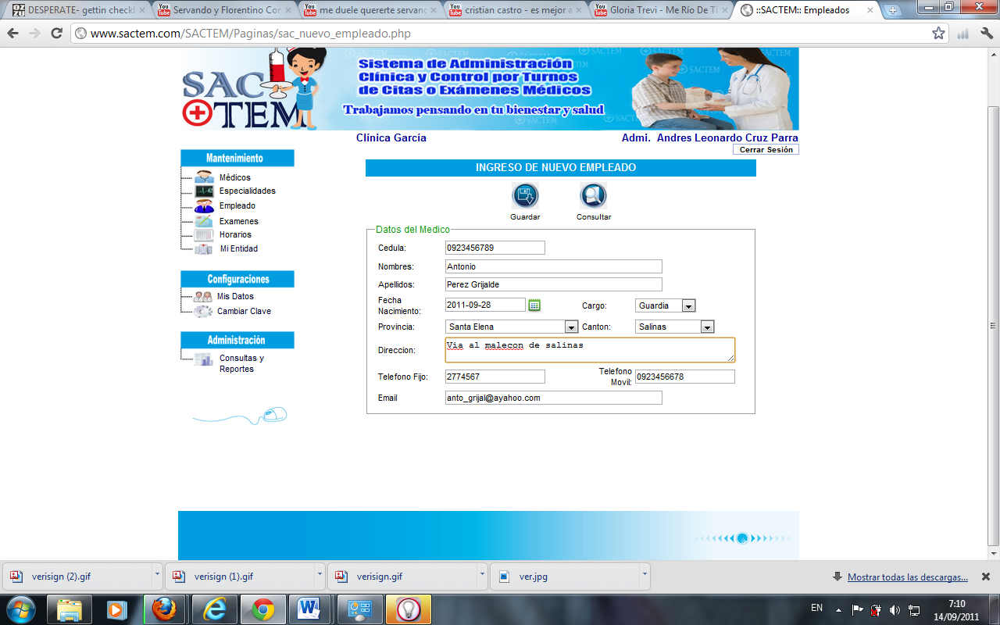 DESPERATE- gettin checkl
Servando y Florentino Cor
me duele quererte servanc
cristian castro - es mejor a
Gloria Trevi - Me Río De Ti
::SACTEM:: Empleados
www.sactem.com/SACTEM/Paginas/sac_nuevo_empleado.php
SAC
TEM
Sistema de Administración
Clínica y Control por Turnos
de Citas o Exámenes Médicos
Trabajamos pensando en tu bienestar y salud
Clínica García
Admi. Andres Leonardo Cruz Parra
Cerrar Sesión
Mantenimiento
Médicos
Especialidades
Empleado
Examenes
Horarios
Mi Entidad
Configuraciones
Mis Datos
Cambiar Clave
Administración
Consultas y
Reportes
INGRESO DE NUEVO EMPLEADO
Guardar
Consultar
Datos del Medico
Cedula: 0923456789
Nombres: Antonio
Apellidos: Perez Grijalde
Fecha
Nacimiento: 2011-09-28 Cargo: Guardia
Provincia: Santa Elena Canton: Salinas
Direccion: Via al malecon de salinas
Telefono Fijo: 2774567 Telefono
Movil: 0923456678
Email anto_grijal@ayahoo.com
verisign (2).gif
verisign (1).gif
verisign.gif
ver.jpg
Mostrar todas las descargas...
EN
7:10
14/09/2011